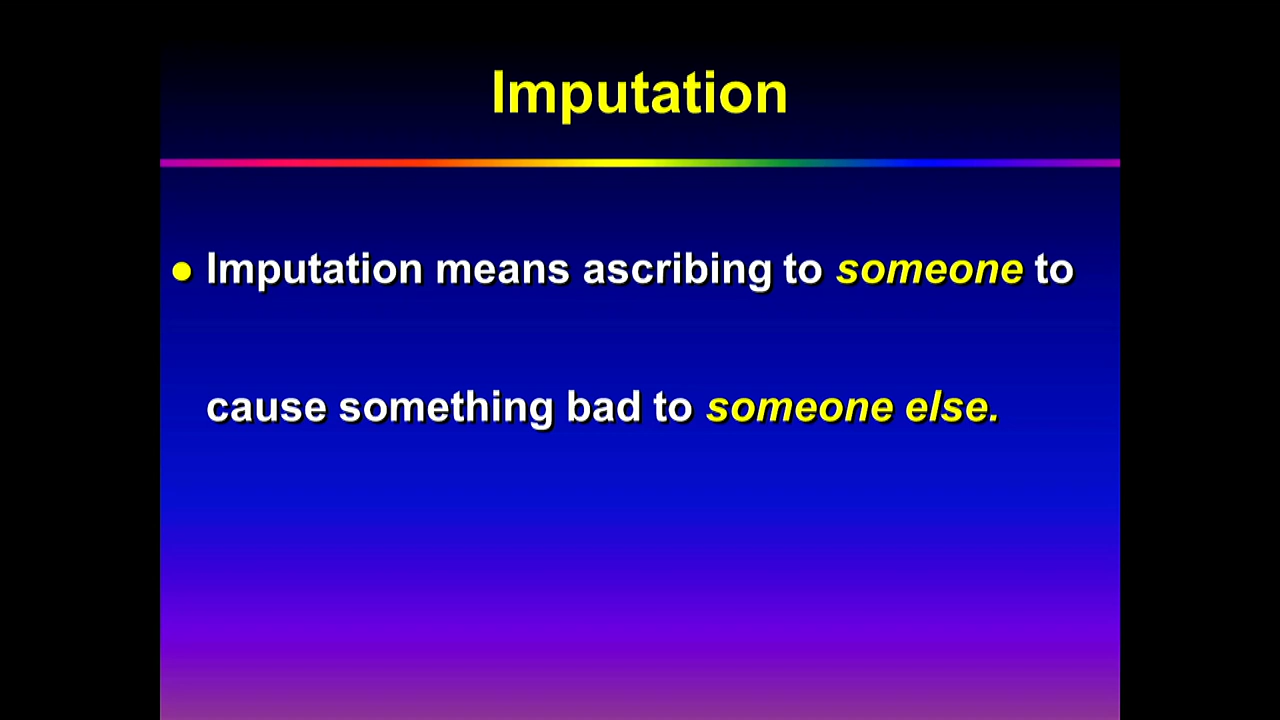 Imputation
● Imputation means ascribing to someone to
cause something bad to someone else.